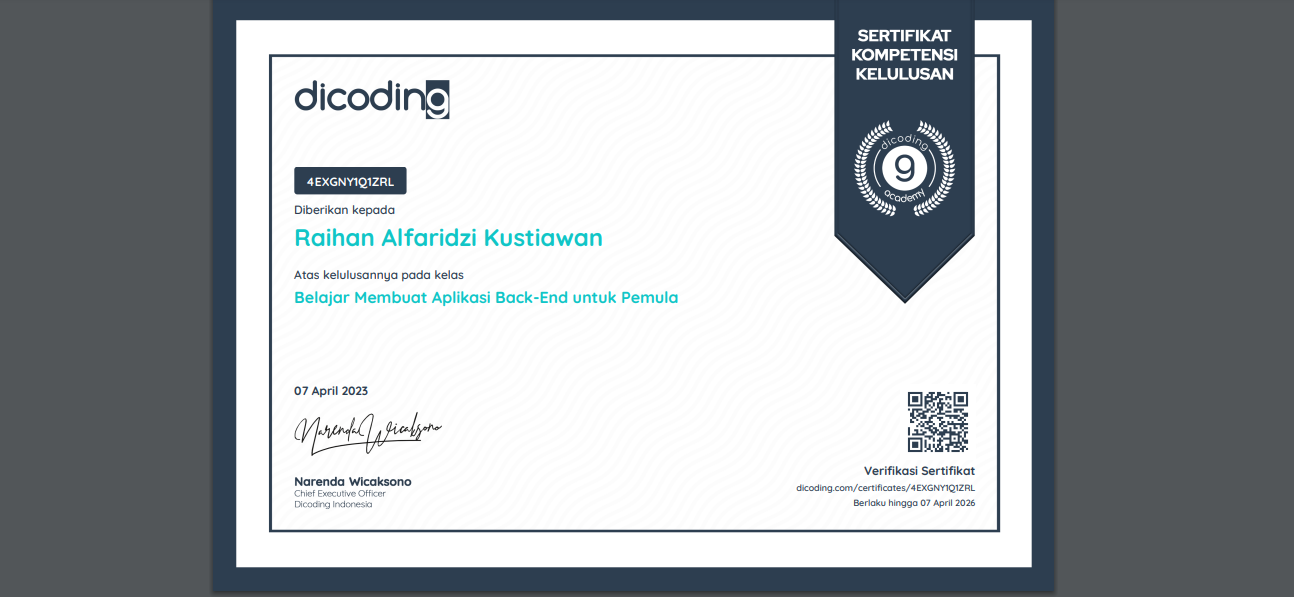 SERTIFIKAT
KOMPETENSI
KELULUSAN
dicoding
dicoding
9
academy
4EXGNY1Q1ZRL
Diberikan kepada
Raihan Alfaridzi Kustiawan
Atas kelulusannya pada kelas
Belajar Membuat Aplikasi Back-End untuk Pemula
07 April 2023
Narenda Wicaksono
Narenda Wicaksono
Chief Executive Officer
Dicoding Indonesia
Verifikasi Sertifikat
dicoding.com/certificates/4EXGNY1Q1ZRL
Berlaku hingga 07 April 2026